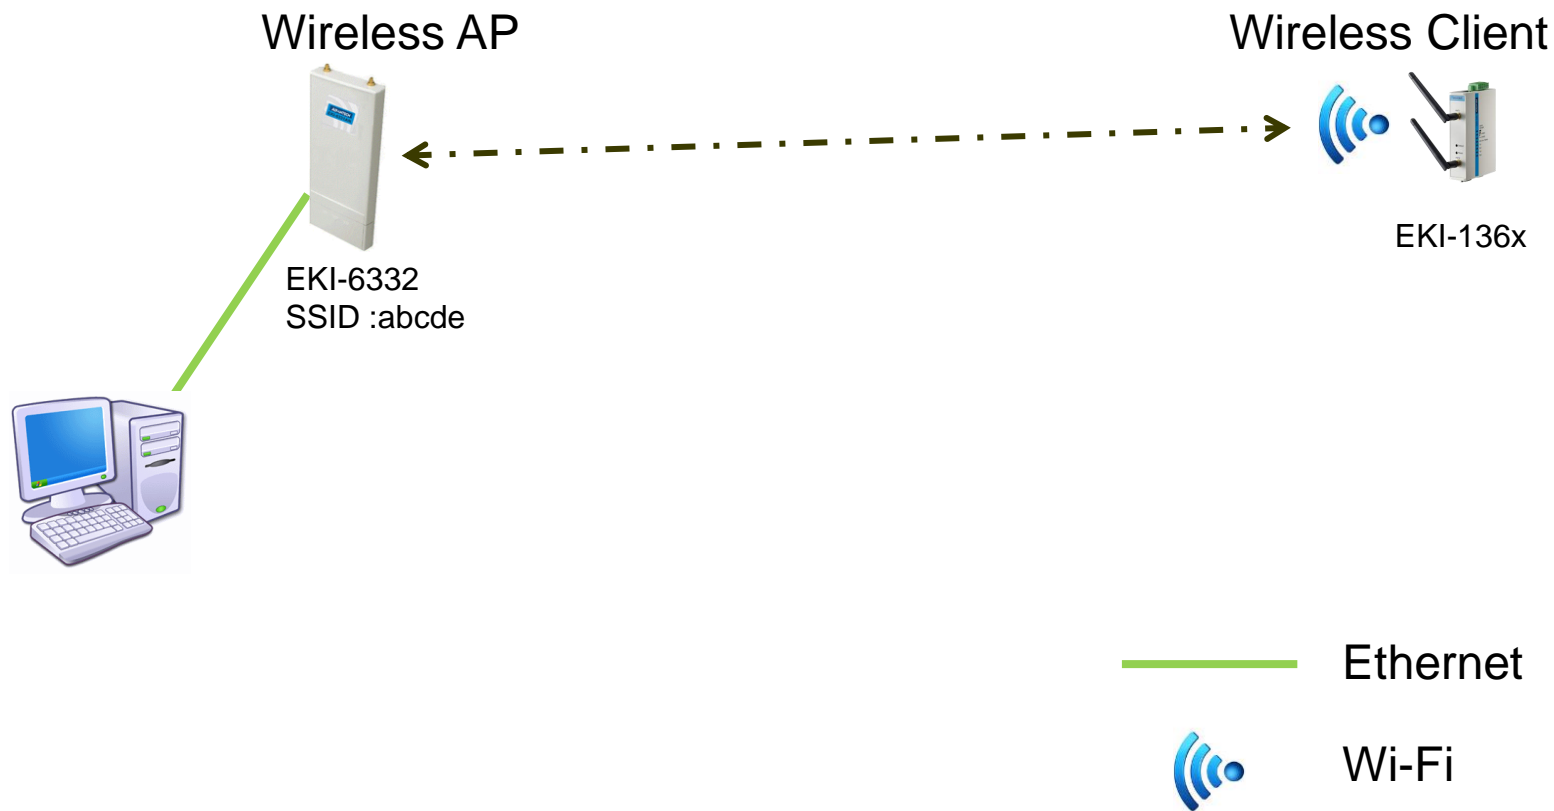 Wireless AP
Wireless Client
EKI-136x
EKI-6332
SSID :abcde
Ethernet
Wi-Fi